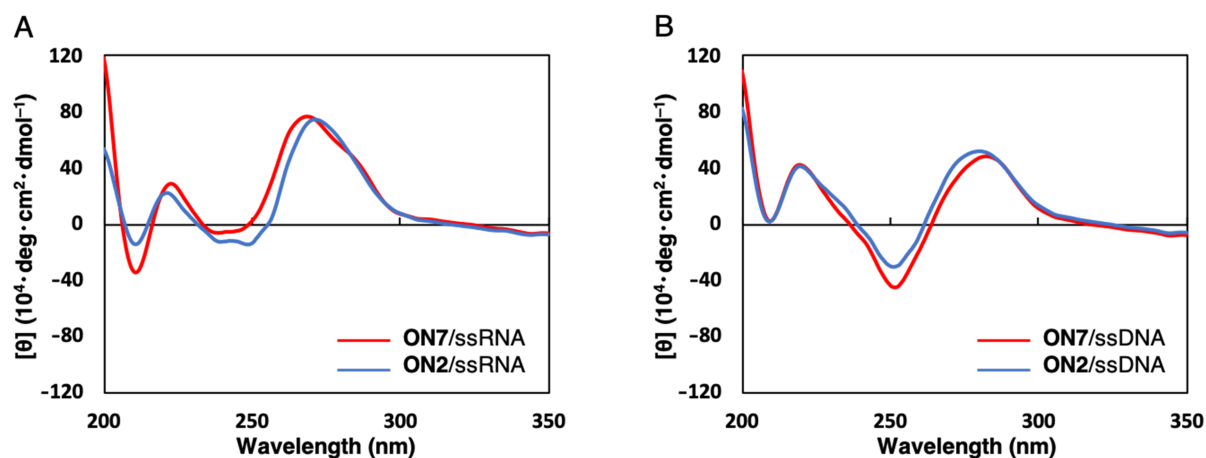 A
[θ] (10⁴·deg·cm²·dmol⁻¹)
120
80
40
0
-40
-80
-120
ON7/ssRNA
ON2/ssRNA
200
250
300
350
Wavelength (nm)
B
[θ] (10⁴·deg·cm²·dmol⁻¹)
120
80
40
0
-40
-80
-120
ON7/ssDNA
ON2/ssDNA
200
250
300
350
Wavelength (nm)